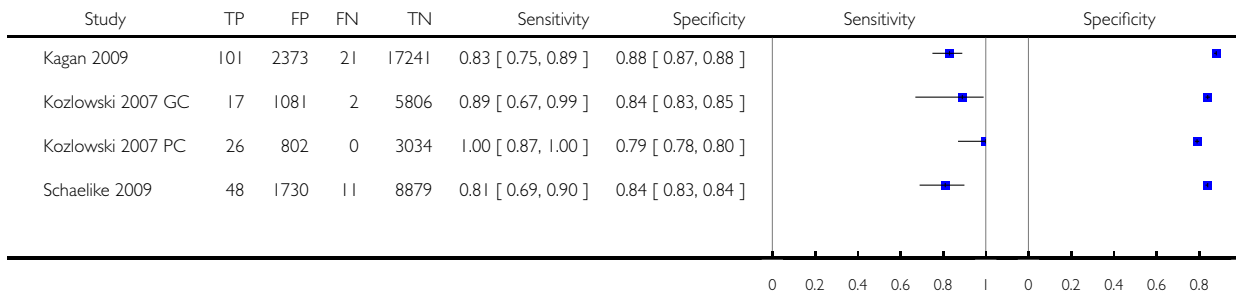 Study TP FP FN TN Sensitivity Specificity Sensitivity Specificity
Kagan 2009 101 2373 21 17241 0.83 [ 0.75, 0.89 ] 0.88 [ 0.87, 0.88 ]
Kozlowski 2007 GC 17 1081 2 5806 0.89 [ 0.67, 0.99 ] 0.84 [ 0.83, 0.85 ]
Kozlowski 2007 PC 26 802 0 3034 1.00 [ 0.87, 1.00 ] 0.79 [ 0.78, 0.80 ]
Schaelike 2009 48 1730 11 8879 0.81 [ 0.69, 0.90 ] 0.84 [ 0.83, 0.84 ]
0 0.2 0.4 0.6 0.8 1 0 0.2 0.4 0.6 0.8